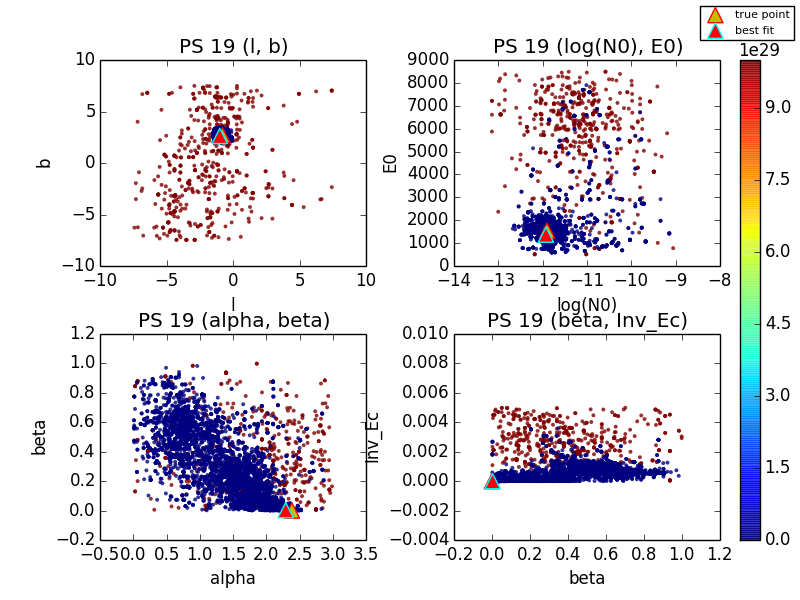 true point
best fit
PS 19 (l, b)
PS 19 (log(N0), E0)
1e29
10
5
0
−5
−10
b
−10 −5 0 5 10
l
9000
8000
7000
6000
5000
4000
3000
2000
1000
0
E0
−14 −13 −12 −11 −10 −9 −8
log(N0)
PS 19 (alpha, beta)
PS 19 (beta, Inv_Ec)
1.2
1.0
0.8
0.6
0.4
0.2
0.0
−0.2
beta
−0.5 0.0 0.5 1.0 1.5 2.0 2.5 3.0 3.5
alpha
0.010
0.008
0.006
0.004
0.002
0.000
−0.002
−0.004
Inv_Ec
−0.2 0.0 0.2 0.4 0.6 0.8 1.0 1.2
beta
9.0
7.5
6.0
4.5
3.0
1.5
0.0